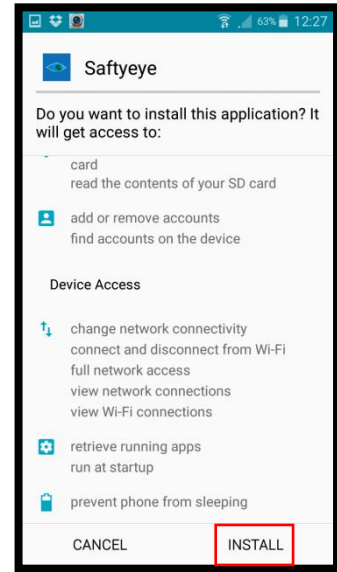 63% 12:27
Saftyeye
Do you want to install this application? It
will get access to:
card
read the contents of your SD card
add or remove accounts
find accounts on the device
Device Access
change network connectivity
connect and disconnect from Wi-Fi
full network access
view network connections
view Wi-Fi connections
retrieve running apps
run at startup
prevent phone from sleeping
CANCEL INSTALL